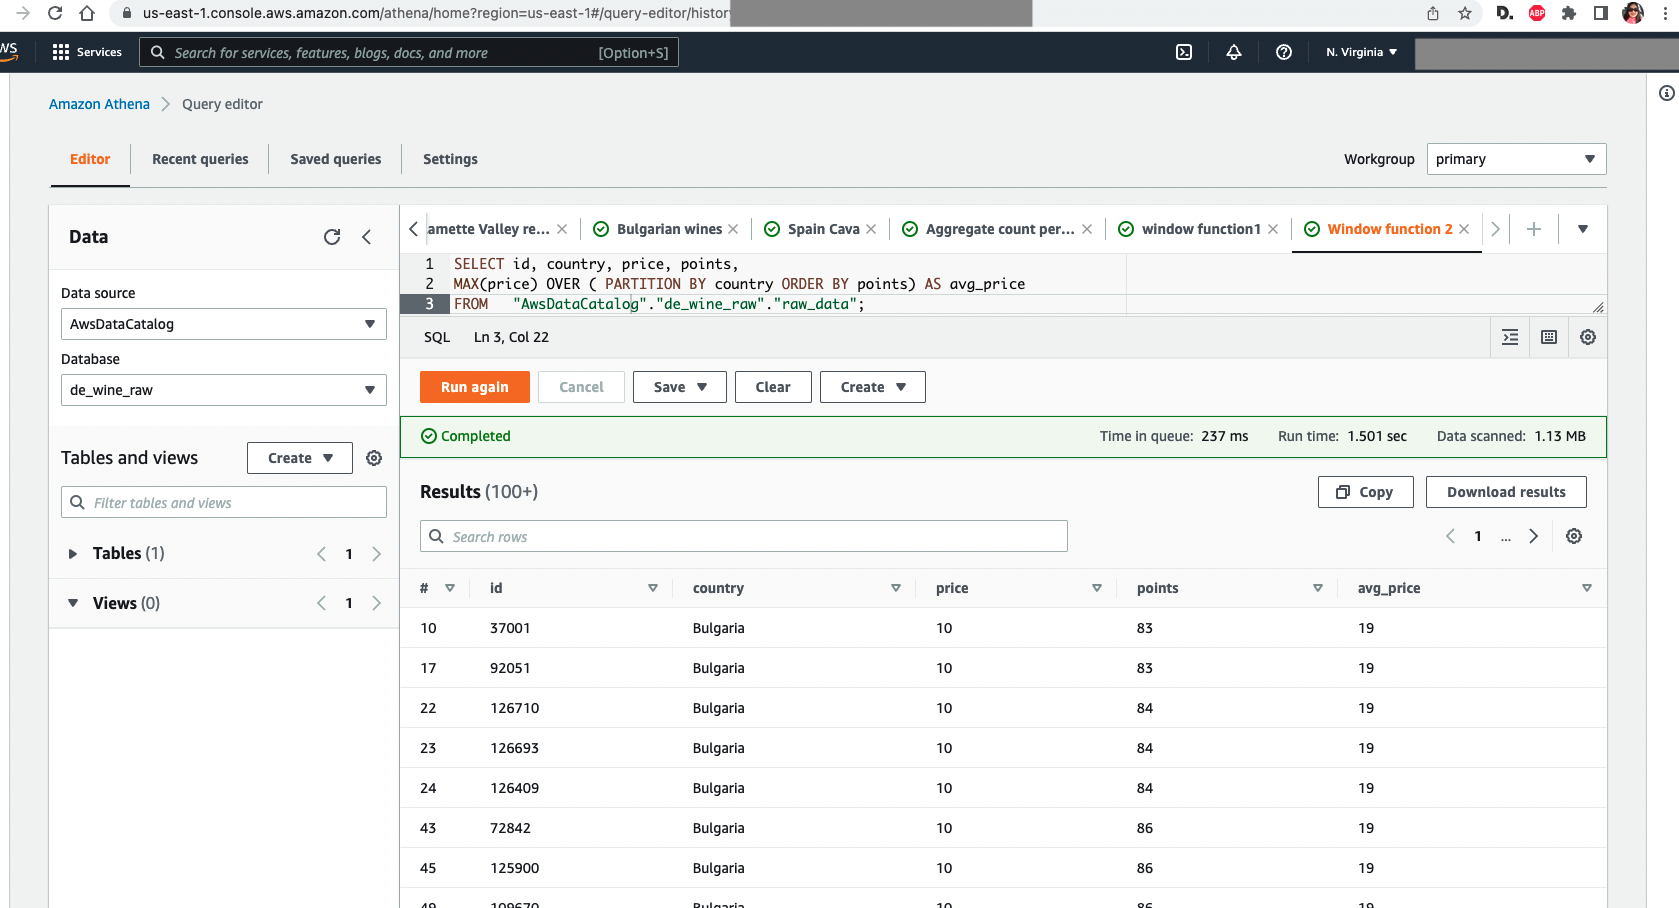 us-east-1.console.aws.amazon.com/athena/home?region=us-east-1#/query-editor/history
ABP
Services
Search for services, features, blogs, docs, and more
[Option+S]
N. Virginia
Amazon Athena
Query editor
Editor
Recent queries
Saved queries
Settings
Workgroup
primary
Data
Data source
AwsDataCatalog
Database
de_wine_raw
Tables and views
Create
Filter tables and views
Tables (1)
1
Views (0)
1
amette Valley re...
Bulgarian wines
Spain Cava
Aggregate count per...
window function1
Window function 2
1 SELECT id, country, price, points,
2 MAX(price) OVER ( PARTITION BY country ORDER BY points) AS avg_price
3 FROM "AwsDataCatalog"."de_wine_raw"."raw_data";
SQL Ln 3, Col 22
Run again
Cancel
Save
Clear
Create
Completed
Time in queue: 237 ms
Run time: 1.501 sec
Data scanned: 1.13 MB
Results (100+)
Copy
Download results
Search rows
1 ...
# id country price points avg_price
10 37001 Bulgaria 10 83 19
17 92051 Bulgaria 10 83 19
22 126710 Bulgaria 10 84 19
23 126693 Bulgaria 10 84 19
24 126409 Bulgaria 10 84 19
43 72842 Bulgaria 10 86 19
45 125900 Bulgaria 10 86 19
49 109670 Bulgaria 10 86 19